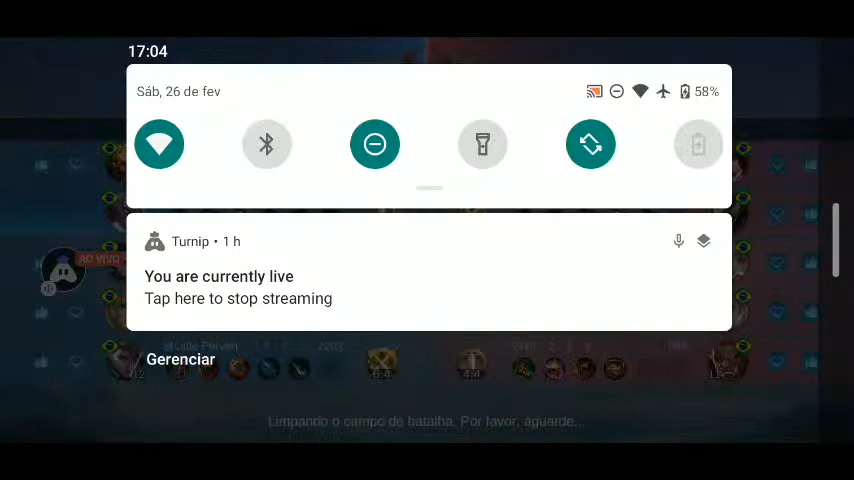 17:04
Sáb, 26 de fev
58%
Turnip • 1 h
You are currently live
Tap here to stop streaming
AO VIVO
Gerenciar
Limpando o campo de batalha. Por favor, aguarde...